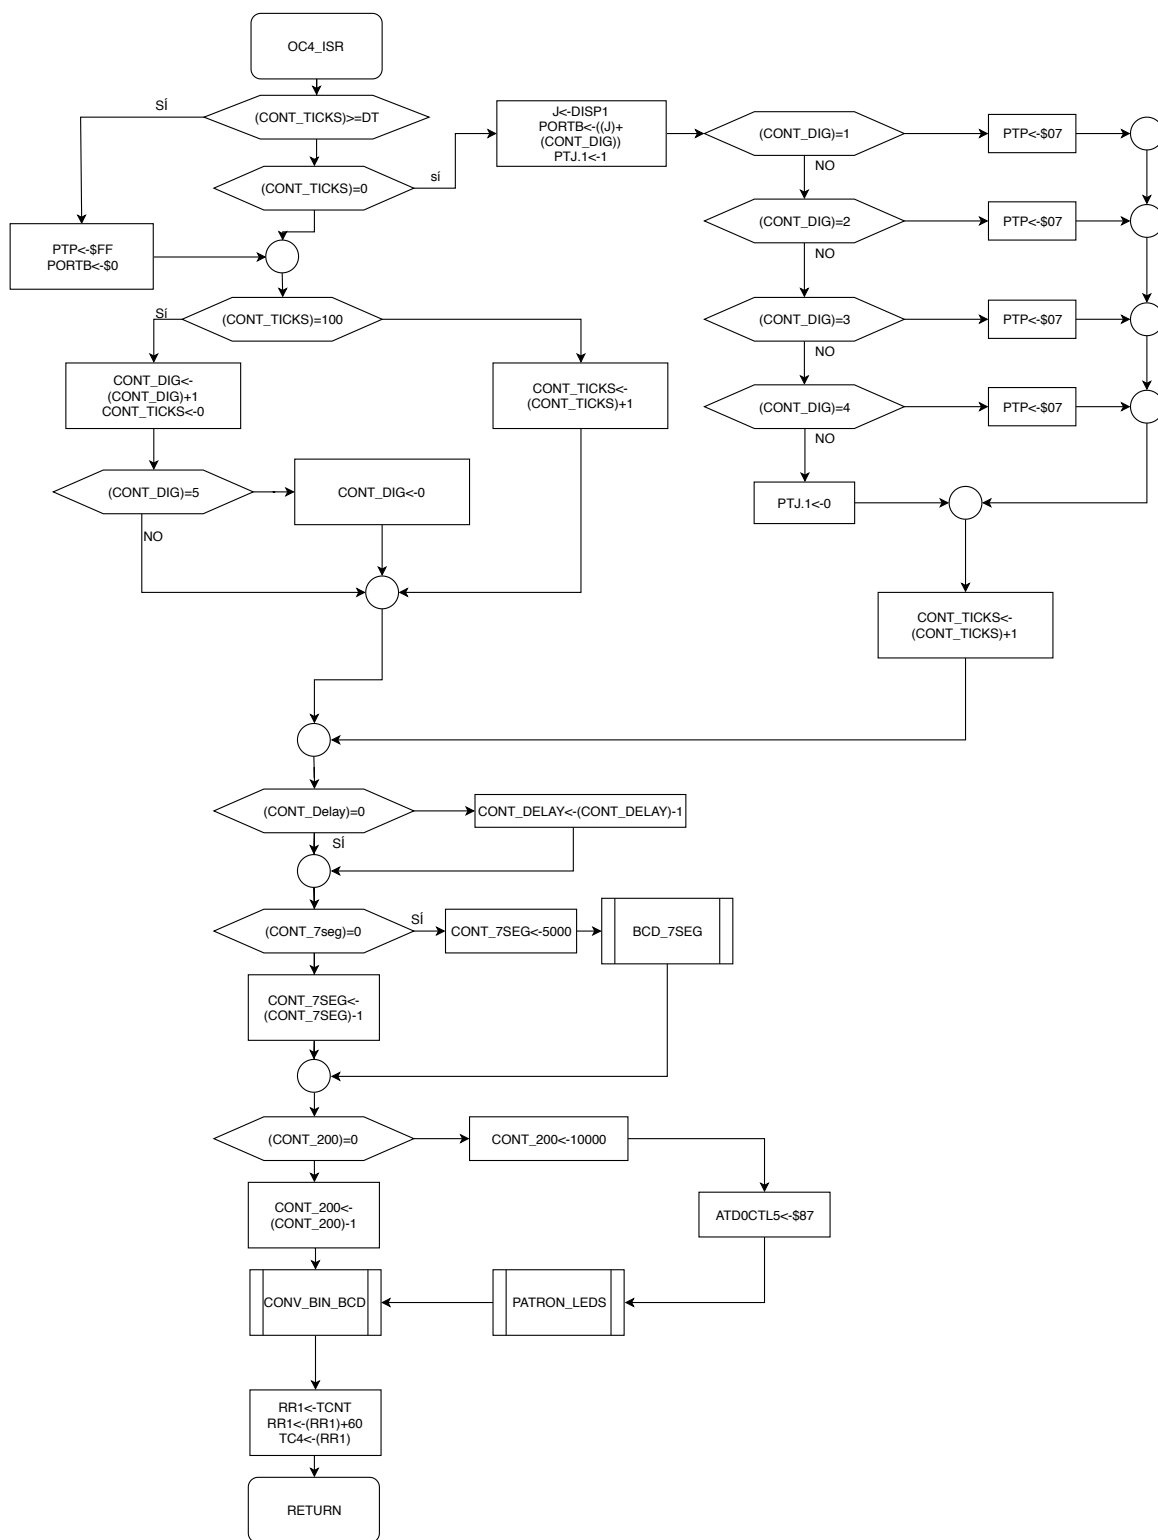 OC4_ISR
SÍ
(CONT_TICKS)>=DT
(CONT_TICKS)=0
sí
PTP<-$FF
PORTB<-$0
J<-DISP1
PORTB<-((J)+
(CONT_DIG))
PTJ.1<-1
(CONT_DIG)=1
PTP<-$07
NO
(CONT_DIG)=2
PTP<-$07
NO
(CONT_DIG)=3
PTP<-$07
NO
(CONT_DIG)=4
PTP<-$07
NO
PTJ.1<-0
CONT_TICKS<-
(CONT_TICKS)+1
SÍ
(CONT_TICKS)=100
CONT_DIG<-
(CONT_DIG)+1
CONT_TICKS<-0
CONT_TICKS<-
(CONT_TICKS)+1
(CONT_DIG)=5
CONT_DIG<-0
NO
(CONT_Delay)=0
CONT_DELAY<-(CONT_DELAY)-1
SÍ
(CONT_7seg)=0
SÍ
CONT_7SEG<-5000
BCD_7SEG
CONT_7SEG<-
(CONT_7SEG)-1
(CONT_200)=0
CONT_200<-10000
CONT_200<-
(CONT_200)-1
ATD0CTL5<-$87
CONV_BIN_BCD
PATRON_LEDS
RR1<-TCNT
RR1<-(RR1)+60
TC4<-(RR1)
RETURN